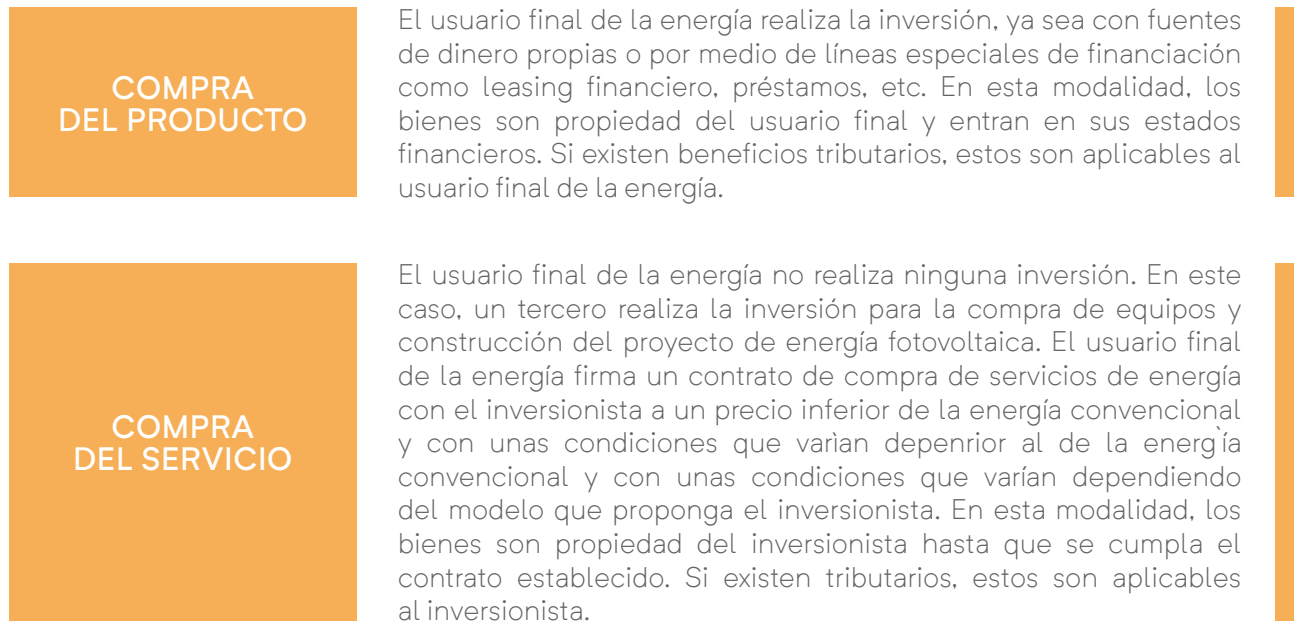 COMPRA
DEL PRODUCTO
El usuario final de la energía realiza la inversión, ya sea con fuentes
de dinero propias o por medio de líneas especiales de financiación
como leasing financiero, préstamos, etc. En esta modalidad, los
bienes son propiedad del usuario final y entran en sus estados
financieros. Si existen beneficios tributarios, estos son aplicables al
usuario final de la energía.
COMPRA
DEL SERVICIO
El usuario final de la energía no realiza ninguna inversión. En este
caso, un tercero realiza la inversión para la compra de equipos y
construcción del proyecto de energía fotovoltaica. El usuario final
de la energía firma un contrato de compra de servicios de energía
con el inversionista a un precio inferior de la energía convencional
y con unas condiciones que varìan depenrior al de la energ`ía
convencional y con unas condiciones que varían dependiendo
del modelo que proponga el inversionista. En esta modalidad, los
bienes son propiedad del inversionista hasta que se cumpla el
contrato establecido. Si existen tributarios, estos son aplicables
al inversionista.